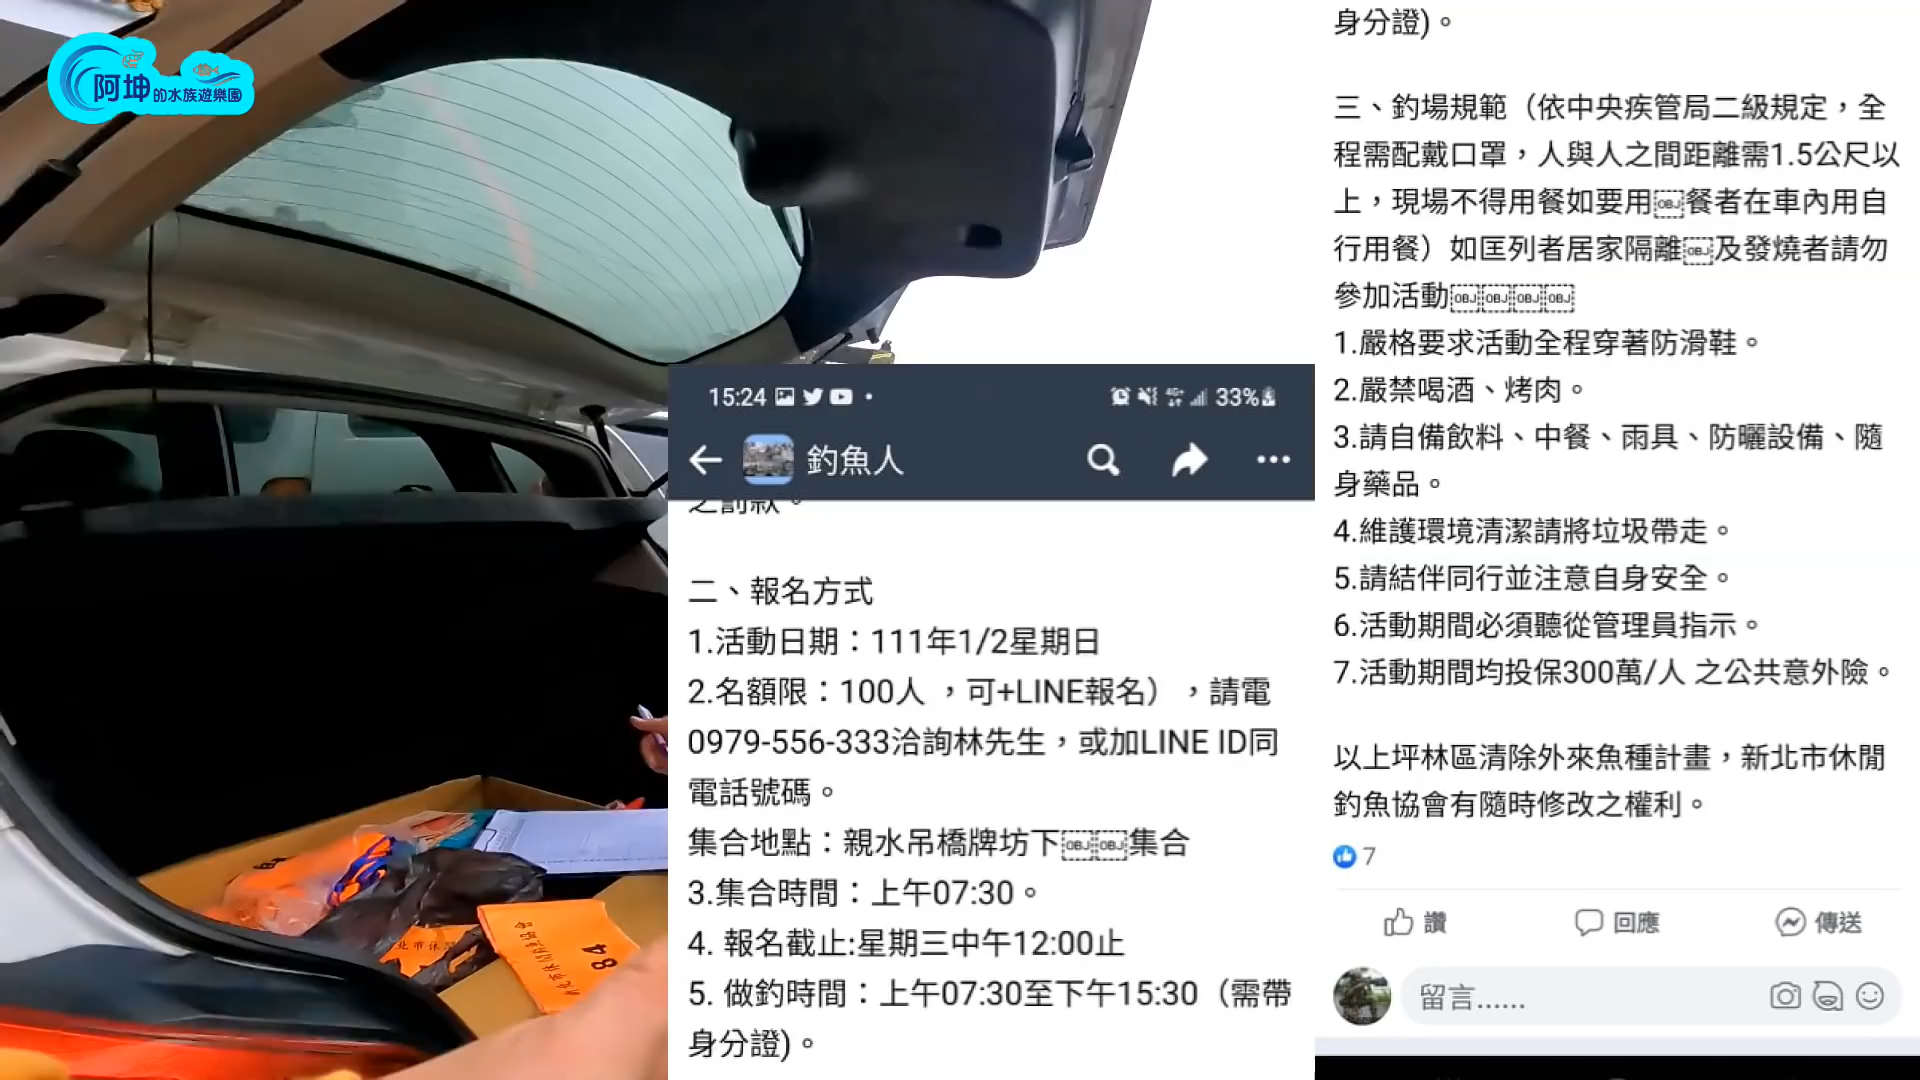 阿坤的水族遊樂園
15:24
33%
釣魚人
之罰款。
二、報名方式
1.活動日期：111年1/2星期日
2.名額限：100人 ，可+LINE報名），請電
0979-556-333洽詢林先生，或加LINE ID同
電話號碼。
集合地點：親水吊橋牌坊下集合
3.集合時間：上午07:30。
4. 報名截止:星期三中午12:00止
5. 做釣時間：上午07:30至下午15:30（需帶
身分證)。
身分證)。
三、釣場規範（依中央疾管局二級規定，全
程需配戴口罩，人與人之間距離需1.5公尺以
上，現場不得用餐如要用餐者在車內用自
行用餐）如匡列者居家隔離及發燒者請勿
參加活動
1.嚴格要求活動全程穿著防滑鞋。
2.嚴禁喝酒、烤肉。
3.請自備飲料、中餐、雨具、防曬設備、隨
身藥品。
4.維護環境清潔請將垃圾帶走。
5.請結伴同行並注意自身安全。
6.活動期間必須聽從管理員指示。
7.活動期間均投保300萬/人 之公共意外險。
以上坪林區清除外來魚種計畫，新北市休閒
釣魚協會有隨時修改之權利。
7
讚 回應 傳送
留言......
84